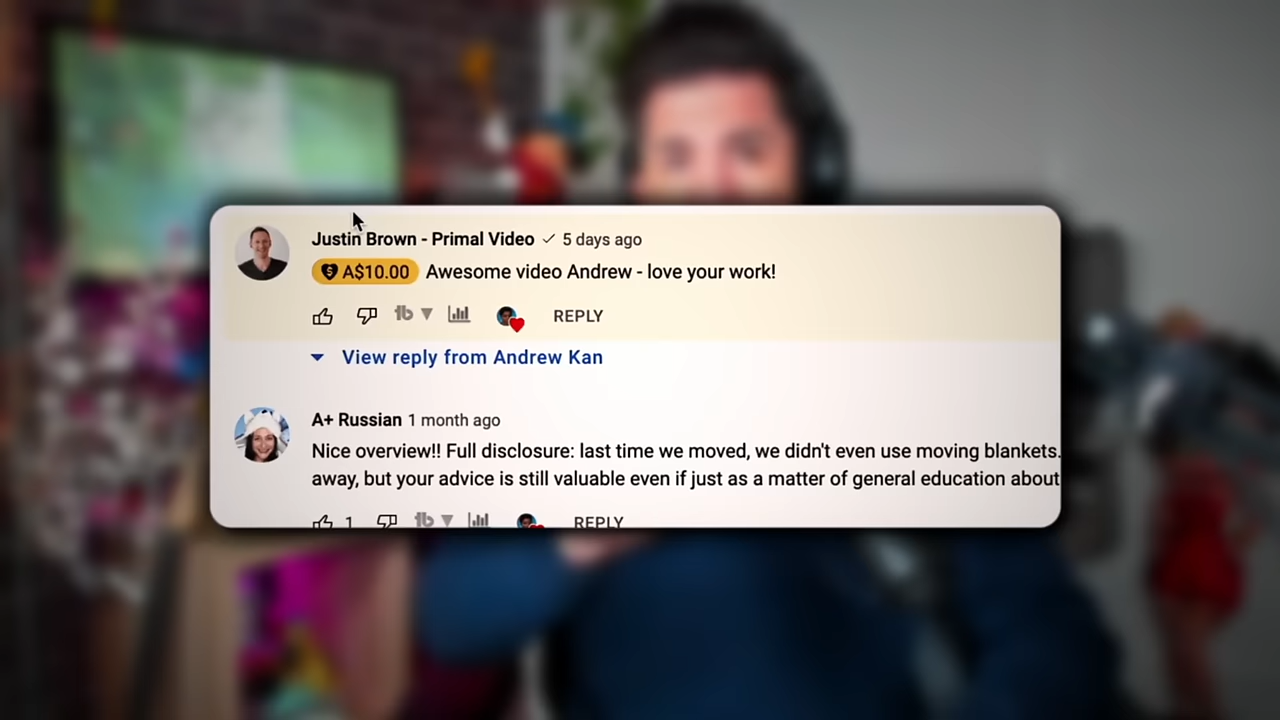 Justin Brown - Primal Video ✓ 5 days ago
A$10.00 Awesome video Andrew - love your work!
REPLY
View reply from Andrew Kan
A+ Russian 1 month ago
Nice overview!! Full disclosure: last time we moved, we didn't even use moving blankets.
away, but your advice is still valuable even if just as a matter of general education about
1 REPLY